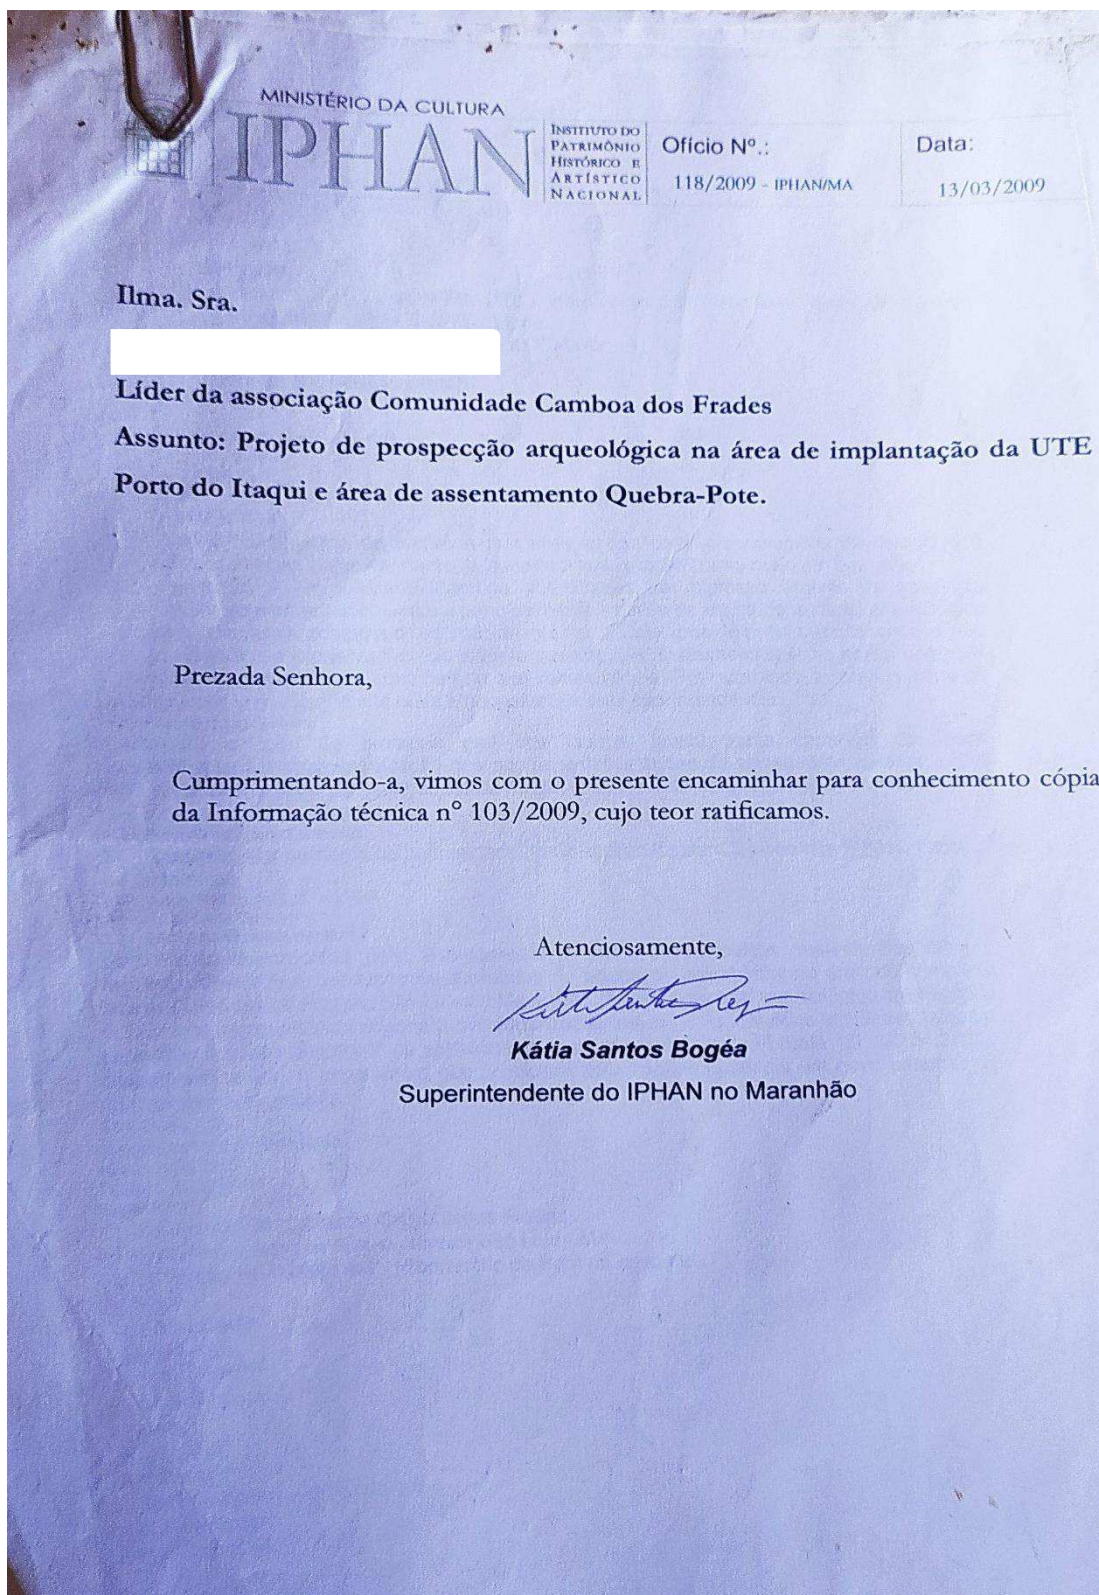 MINISTÉRIO DA CULTURA
IPHAN
INSTITUTO DO
PATRIMÔNIO
HISTÓRICO E
ARTÍSTICO
NACIONAL
Ofício Nº.:
118/2009 - IPHAN/MA
Data:
13/03/2009
Ilma. Sra.
Líder da associação Comunidade Camboa dos Frades
Assunto: Projeto de prospecção arqueológica na área de implantação da UTE
Porto do Itaqui e área de assentamento Quebra-Pote.
Prezada Senhora,
Cumprimentando-a, vimos com o presente encaminhar para conhecimento cópia
da Informação técnica nº 103/2009, cujo teor ratificamos.
Atenciosamente,
Kátia Santos Bogéa
Superintendente do IPHAN no Maranhão